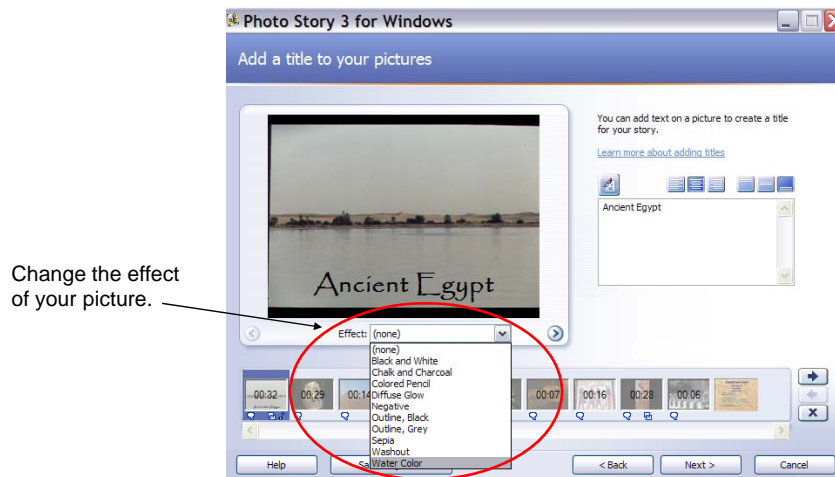 Photo Story 3 for Windows
Add a title to your pictures
You can add text on a picture to create a title
for your story.
Learn more about adding titles
Ancient Egypt
Ancient Egypt
Change the effect
of your picture.
Effect: (none)
(none)
Black and White
Chalk and Charcoal
Colored Pencil
Diffuse Glow
Negative
Outline, Black
Outline, Grey
Sepia
Washout
Water Color
00:32 00:29 00:14 00:07 00:16 00:28 00:06
Help
< Back
Next >
Cancel